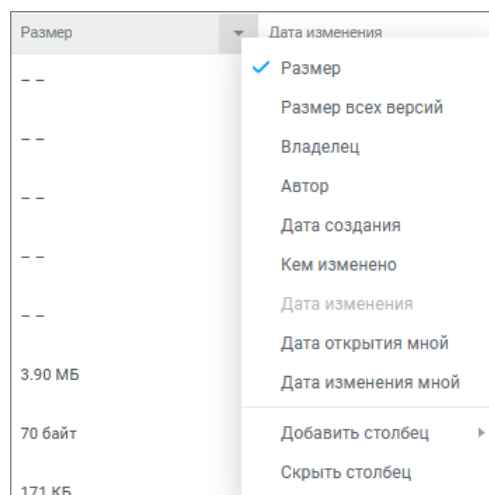 Размер
Дата изменения
Размер
Размер всех версий
Владелец
Автор
Дата создания
Кем изменено
Дата изменения
Дата открытия мной
Дата изменения мной
Добавить столбец
Скрыть столбец
– –
– –
– –
– –
– –
3.90 МБ
70 байт
171 КБ